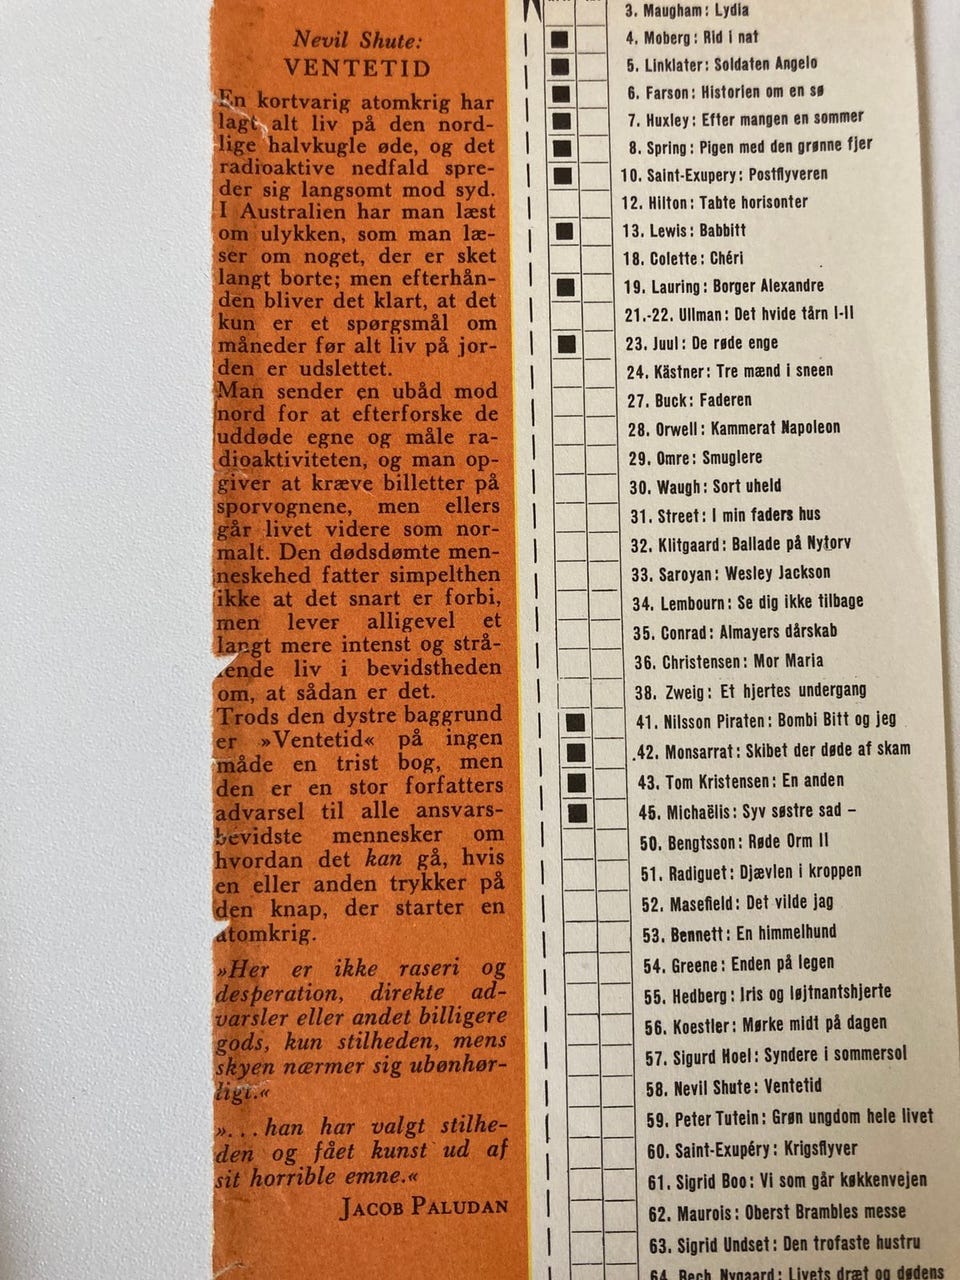 Nevil Shute:
VENTETID
En kortvarig atomkrig har
lagt alt liv på den nord-
lige halvkugle øde, og det
radioaktive nedfald spre-
der sig langsomt mod syd.
I Australien har man læst
om ulykken, som man læ-
ser om noget, der er sket
langt borte; men efterhån-
den bliver det klart, at det
kun er et spørgsmål om
måneder før alt liv på jor-
den er udslettet.
Man sender en ubåd mod
nord for at efterforske de
uddøde egne og måle ra-
dioaktiviteten, og man op-
giver at kræve billetter på
sporvognene, men ellers
går livet videre som nor-
malt. Den dødsdømte men-
neskehed fatter simpelthen
ikke at det snart er forbi,
men lever alligevel et
langt mere intenst og strå-
lende liv i bevidstheden
om, at sådan er det.
Trods den dystre baggrund
er »Ventetid« på ingen
måde en trist bog, men
den er en stor forfatters
advarsel til alle ansvars-
bevidste mennesker om
hvordan det kan gå, hvis
en eller anden trykker på
den knap, der starter en
atomkrig.
»Her er ikke raseri og
desperation, direkte ad-
varsler eller andet billigere
gods, kun stilheden, mens
skyen nærmer sig ubønhør-
ligt.«
»... han har valgt stilhe-
den og fået kunst ud af
sit horrible emne.«
JACOB PALUDAN
3. Maugham: Lydia
4. Moberg: Rid i nat
5. Linklater: Soldaten Angelo
6. Farson: Historien om en sø
7. Huxley: Efter mangen en sommer
8. Spring: Pigen med den grønne fjer
10. Saint-Exupery: Postflyveren
12. Hilton: Tabte horisonter
13. Lewis: Babbitt
18. Colette: Chéri
19. Lauring: Borger Alexandre
21.-22. Ullman: Det hvide tårn I-II
23. Juul: De røde enge
24. Kästner: Tre mænd i sneen
27. Buck: Faderen
28. Orwell: Kammerat Napoleon
29. Omre: Smuglere
30. Waugh: Sort uheld
31. Street: I min faders hus
32. Klitgaard: Ballade på Nytorv
33. Saroyan: Wesley Jackson
34. Lembourn: Se dig ikke tilbage
35. Conrad: Almayers dårskab
36. Christensen: Mor Maria
38. Zweig: Et hjertes undergang
41. Nilsson Piraten: Bombi Bitt og jeg
42. Monsarrat: Skibet der døde af skam
43. Tom Kristensen: En anden
45. Michaëlis: Syv søstre sad –
50. Bengtsson: Røde Orm II
51. Radiguet: Djævlen i kroppen
52. Masefield: Det vilde jag
53. Bennett: En himmelhund
54. Greene: Enden på legen
55. Hedberg: Iris og løjtnantshjerte
56. Koestler: Mørke midt på dagen
57. Sigurd Hoel: Syndere i sommersol
58. Nevil Shute: Ventetid
59. Peter Tutein: Grøn ungdom hele livet
60. Saint-Exupéry: Krigsflyver
61. Sigrid Boo: Vi som går køkkenvejen
62. Maurois: Oberst Brambles messe
63. Sigrid Undset: Den trofaste hustru
64. Bech Nygaard: Livets dræt og dødens